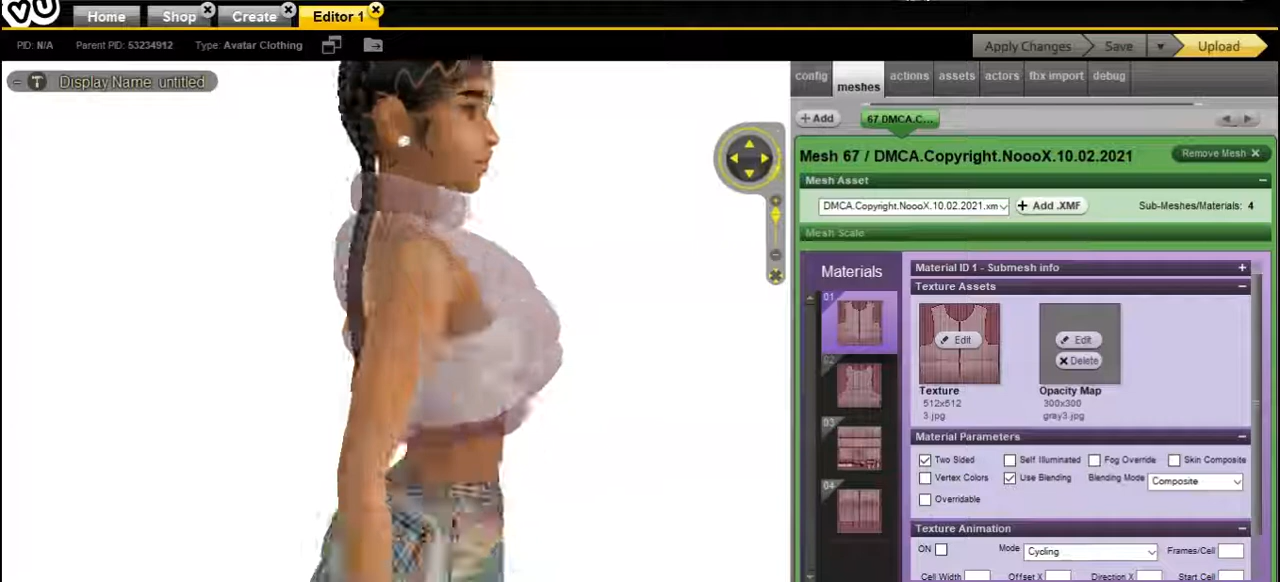 Home Shop Create Editor 1
PID: N/A Parent PID: 53234912 Type: Avatar Clothing Apply Changes Save Upload
T Display Name untitled
config meshes actions assets actors fbx import debug
+ Add 67 DMCA.C...
Mesh 67 / DMCA.Copyright.NoooX.10.02.2021 Remove Mesh X
Mesh Asset
DMCA.Copyright.NoooX.10.02.2021.xm + Add .XMF Sub-Meshes/Materials: 4
Mesh Scale
Materials
01
02
03
04
Material ID 1 - Submesh info
Texture Assets
Edit Edit
Delete
Texture Opacity Map
512x512 300x300
3.jpg gray3.jpg
Material Parameters
Two Sided Self Illuminated Fog Override Skin Composite
Vertex Colors Use Blending Blending Mode Composite
Overridable
Texture Animation
ON Mode Cycling Frames/Cell
Cell Width Offset X Direction X Start Cell